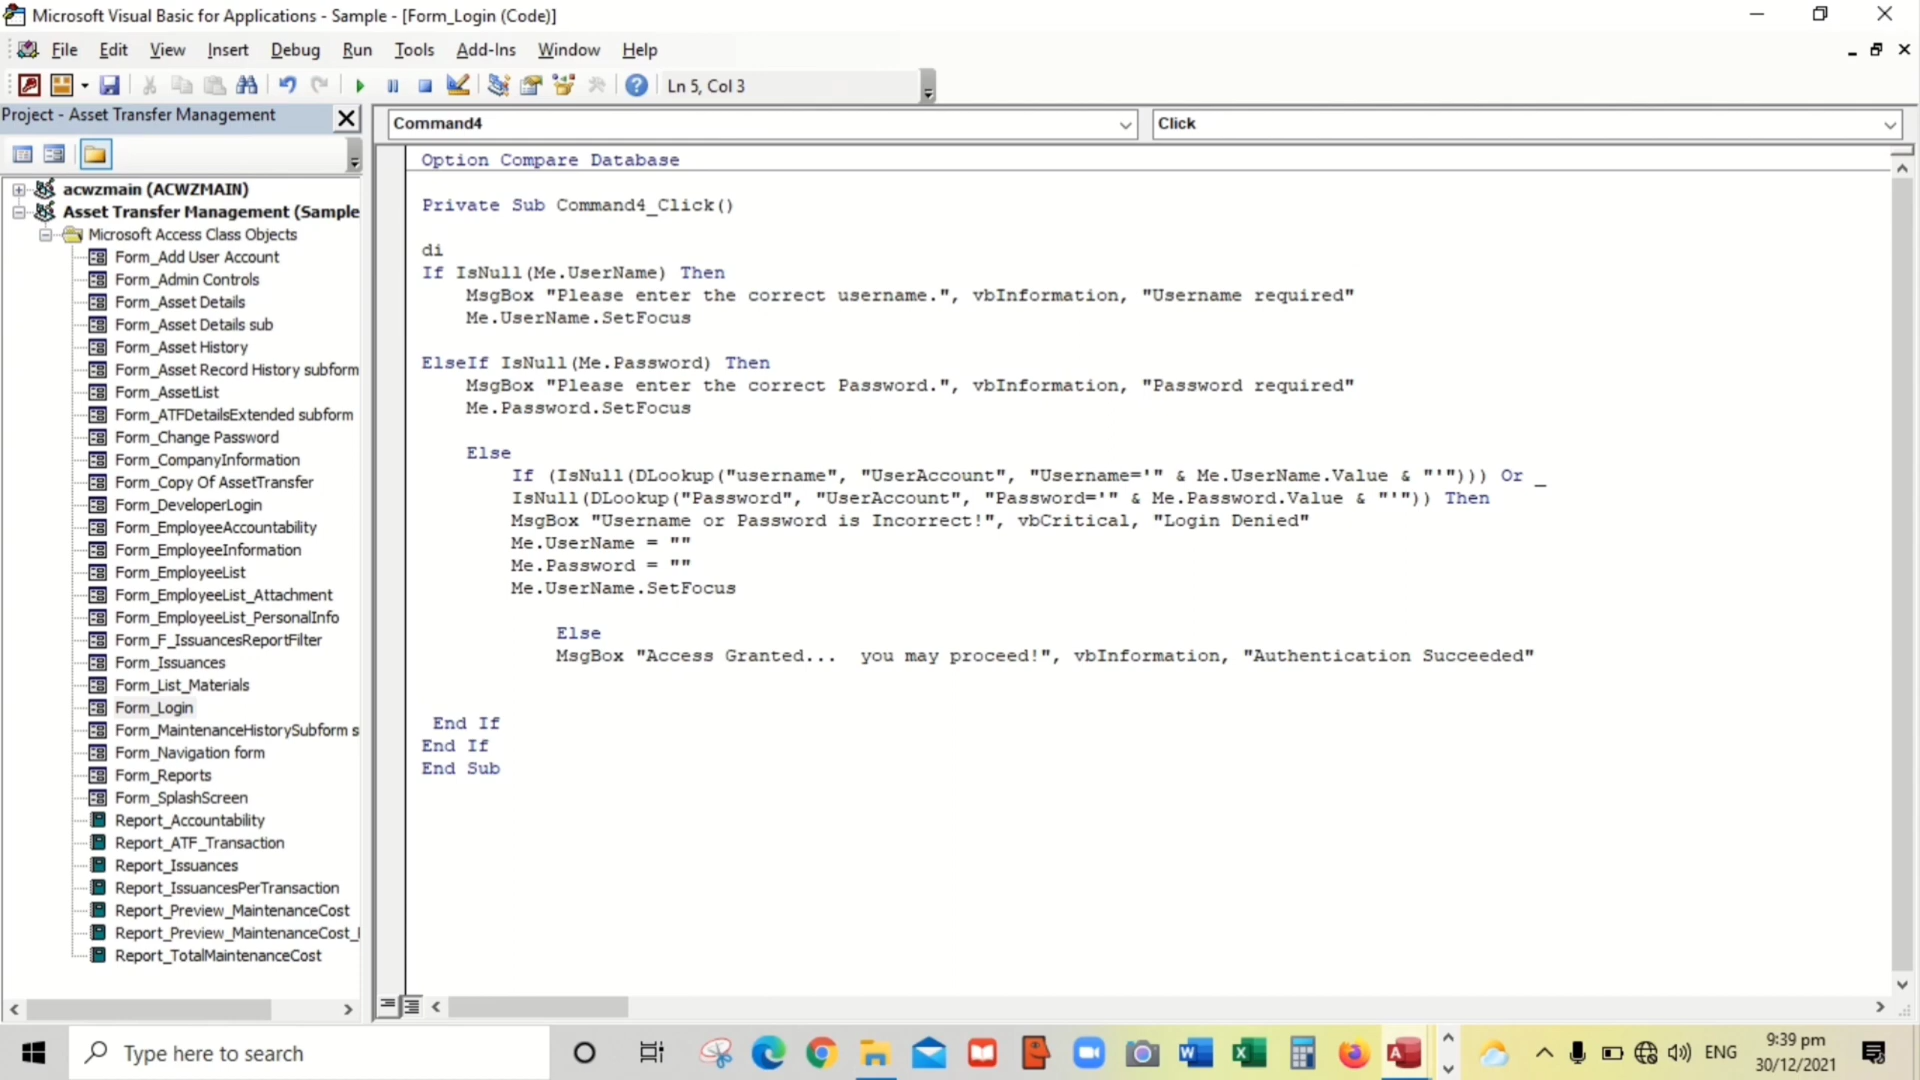 Microsoft Visual Basic for Applications - Sample - [Form_Login (Code)]
File Edit View Insert Debug Run Tools Add-Ins Window Help
Ln 5, Col 3
Project - Asset Transfer Management
Command4
Click
acwzmain (ACWZMAIN)
Asset Transfer Management (Sample
Microsoft Access Class Objects
Form_Add User Account
Form_Admin Controls
Form_Asset Details
Form_Asset Details sub
Form_Asset History
Form_Asset Record History subform
Form_AssetList
Form_ATFDetailsExtended subform
Form_Change Password
Form_CompanyInformation
Form_Copy Of AssetTransfer
Form_DeveloperLogin
Form_EmployeeAccountability
Form_EmployeeInformation
Form_EmployeeList
Form_EmployeeList_Attachment
Form_EmployeeList_PersonalInfo
Form_F_IssuancesReportFilter
Form_Issuances
Form_List_Materials
Form_Login
Form_MaintenanceHistorySubform s
Form_Navigation form
Form_Reports
Form_SplashScreen
Report_Accountability
Report_ATF_Transaction
Report_Issuances
Report_IssuancesPerTransaction
Report_Preview_MaintenanceCost
Report_Preview_MaintenanceCost_
Report_TotalMaintenanceCost
Option Compare Database
Private Sub Command4_Click()
di
If IsNull(Me.UserName) Then
MsgBox "Please enter the correct username.", vbInformation, "Username required"
Me.UserName.SetFocus
ElseIf IsNull(Me.Password) Then
MsgBox "Please enter the correct Password.", vbInformation, "Password required"
Me.Password.SetFocus
Else
If (IsNull(DLookup("username", "UserAccount", "Username='" & Me.UserName.Value & "'"))) Or _
IsNull(DLookup("Password", "UserAccount", "Password='" & Me.Password.Value & "'")) Then
MsgBox "Username or Password is Incorrect!", vbCritical, "Login Denied"
Me.UserName = ""
Me.Password = ""
Me.UserName.SetFocus
Else
MsgBox "Access Granted...  you may proceed!", vbInformation, "Authentication Succeeded"
End If
End If
End Sub
Type here to search
ENG
9:39 pm
30/12/2021